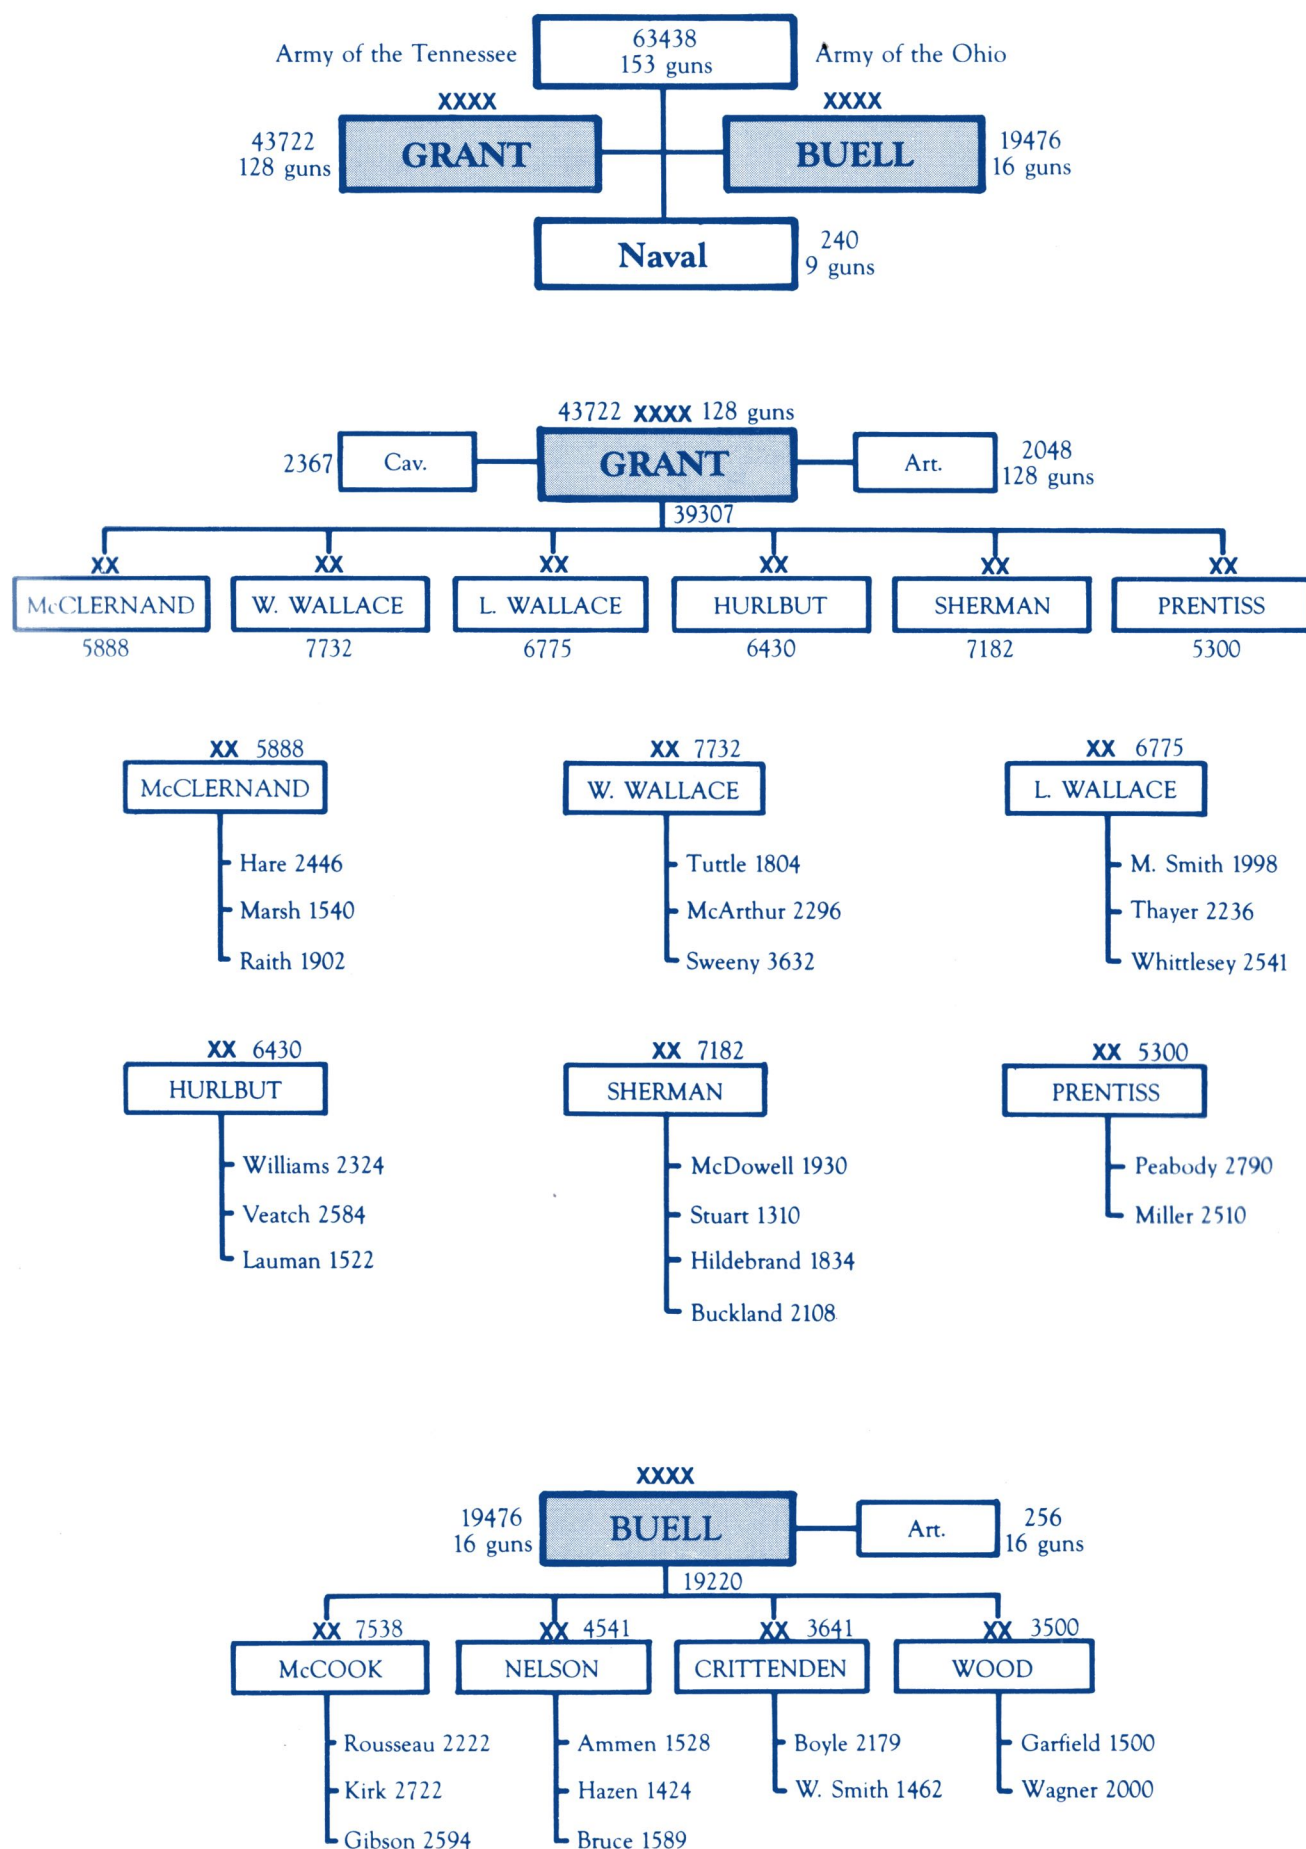 63438
153 guns
Army of the Tennessee
Army of the Ohio
XXXX
XXXX
43722
128 guns
GRANT
BUELL
19476
16 guns
Naval
240
9 guns
43722 XXXX 128 guns
2367
Cav.
GRANT
Art.
2048
128 guns
39307
XX XX XX XX XX XX
McCLERNAND W. WALLACE L. WALLACE HURLBUT SHERMAN PRENTISS
5888 7732 6775 6430 7182 5300
XX 5888
McCLERNAND
Hare 2446
Marsh 1540
Raith 1902
XX 7732
W. WALLACE
Tuttle 1804
McArthur 2296
Sweeny 3632
XX 6775
L. WALLACE
M. Smith 1998
Thayer 2236
Whittlesey 2541
XX 6430
HURLBUT
Williams 2324
Veatch 2584
Lauman 1522
XX 7182
SHERMAN
McDowell 1930
Stuart 1310
Hildebrand 1834
Buckland 2108
XX 5300
PRENTISS
Peabody 2790
Miller 2510
XXXX
19476
16 guns
BUELL
Art.
256
16 guns
19220
XX 7538
McCOOK
Rousseau 2222
Kirk 2722
Gibson 2594
XX 4541
NELSON
Ammen 1528
Hazen 1424
Bruce 1589
XX 3641
CRITTENDEN
Boyle 2179
W. Smith 1462
XX 3500
WOOD
Garfield 1500
Wagner 2000